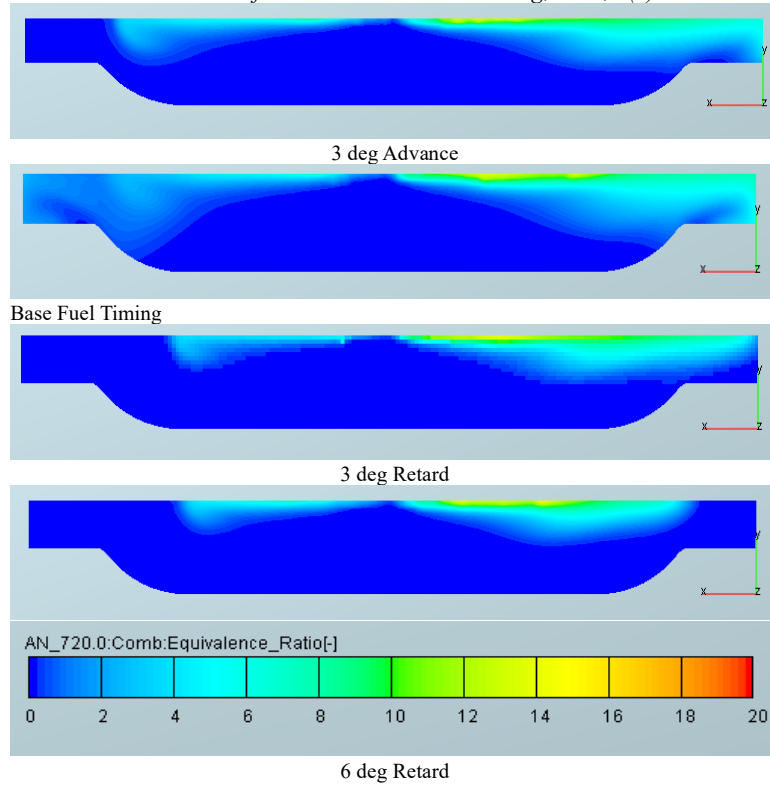 y
x z
3 deg Advance
y
x z
Base Fuel Timing
y
x z
3 deg Retard
y
x z
AN_720.0:Comb:Equivalence_Ratio[-]
0 2 4 6 8 10 12 14 16 18 20
6 deg Retard